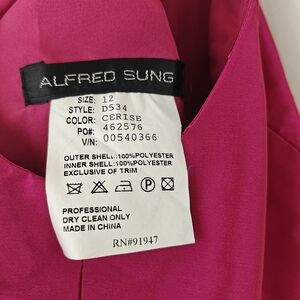 ALFRED SUNG
SIZE: 12
STYLE: D534
COLOR: CERISE
PO#: 462576
V/N: 00540366
OUTER SHELL:100%POLYESTER
INNER SHELL:100%POLYESTER
EXCLUSIVE OF TRIM
P
PROFESSIONAL
DRY CLEAN ONLY
MADE IN CHINA
RN#91947